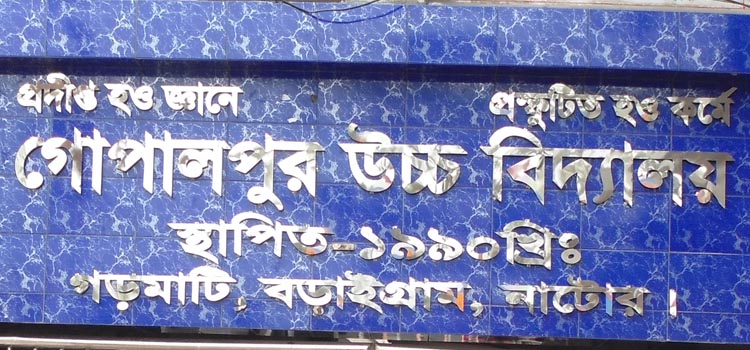 প্রদীপ্ত হও জ্ঞানে প্রস্ফুটিত হও কর্মে
গোপালপুর উচ্চ বিদ্যালয়
স্থাপিত-১৯৯০খ্রিঃ
গড়মাটি, বড়াইগ্রাম, নাটোর।